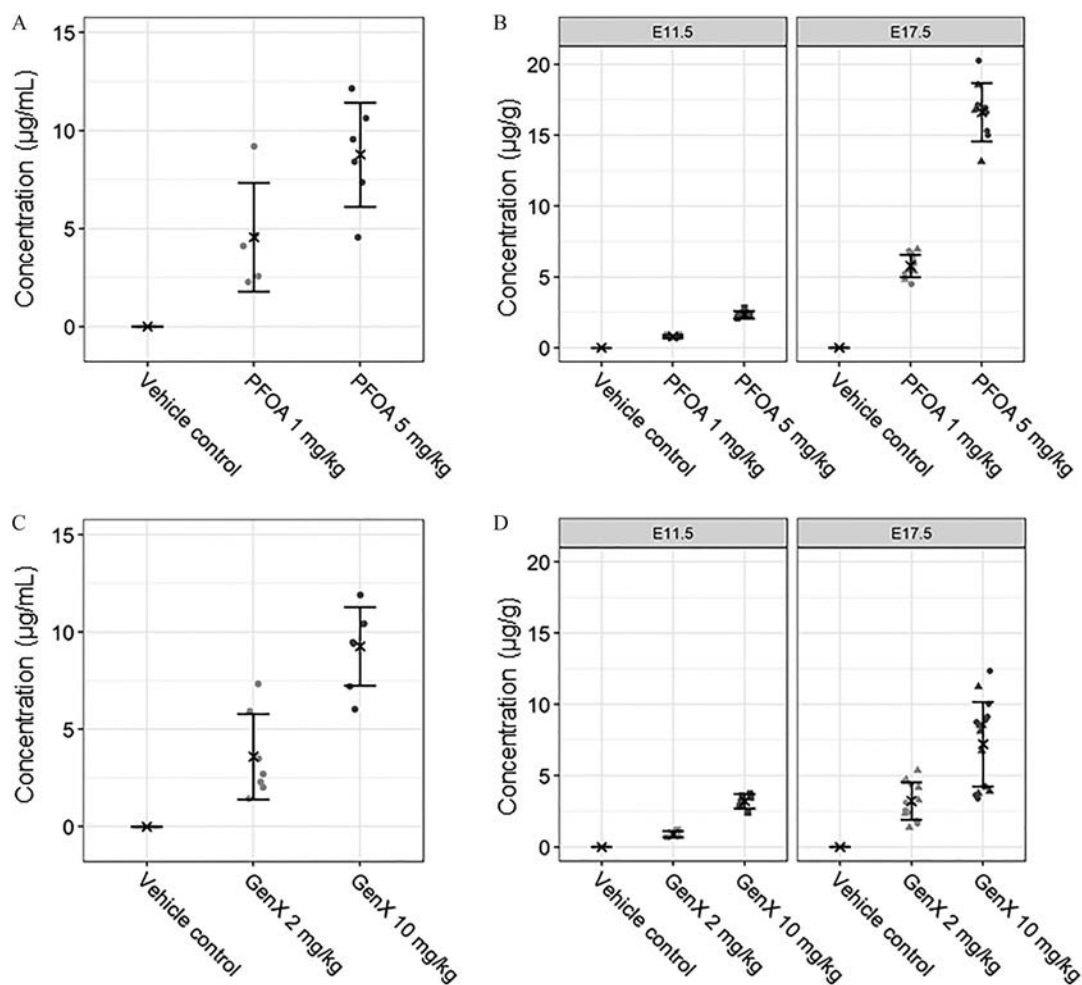 A
Concentration (µg/mL)
15
10
5
0
Vehicle control
PFOA 1 mg/kg
PFOA 5 mg/kg
B
Concentration (µg/g)
E11.5
E17.5
20
15
10
5
0
Vehicle control
PFOA 1 mg/kg
PFOA 5 mg/kg
Vehicle control
PFOA 1 mg/kg
PFOA 5 mg/kg
C
Concentration (µg/mL)
15
10
5
0
Vehicle control
GenX 2 mg/kg
GenX 10 mg/kg
D
Concentration (µg/g)
E11.5
E17.5
20
15
10
5
0
Vehicle control
GenX 2 mg/kg
GenX 10 mg/kg
Vehicle control
GenX 2 mg/kg
GenX 10 mg/kg